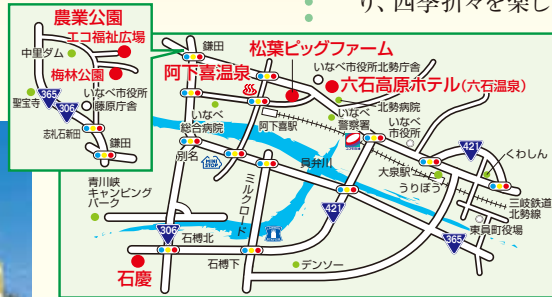 り、四季折々を楽し
農業公園
エコ福祉広場
中里ダム
梅林公園
いなべ市役所
藤原庁舎
365
306
聖宝寺
志礼石新田
鎌田
鎌田
松葉ピッグファーム
阿下喜温泉
いなべ市役所北勢庁舎
六石高原ホテル(六石温泉)
北勢病院
いなべ
総合病院
阿下喜駅
いなべ
警察署
いなべ
市役所
421
別名
MINI
STOP
員弁川
大泉駅
うりぼう
くわしん
三岐鉄道
北勢線
東員町役場
青川峡
キャンピング
パーク
ミルクロード
421
306
石榑北
365
石慶
石榑下
デンソー